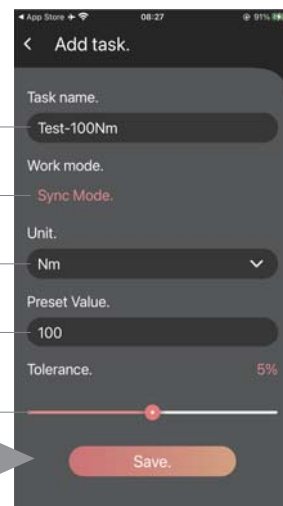 App Store 08:27 91%
Add task.
Task name.
Test-100Nm
Work mode.
Sync Mode.
Unit.
Nm
Preset Value.
100
Tolerance. 5%
Save.